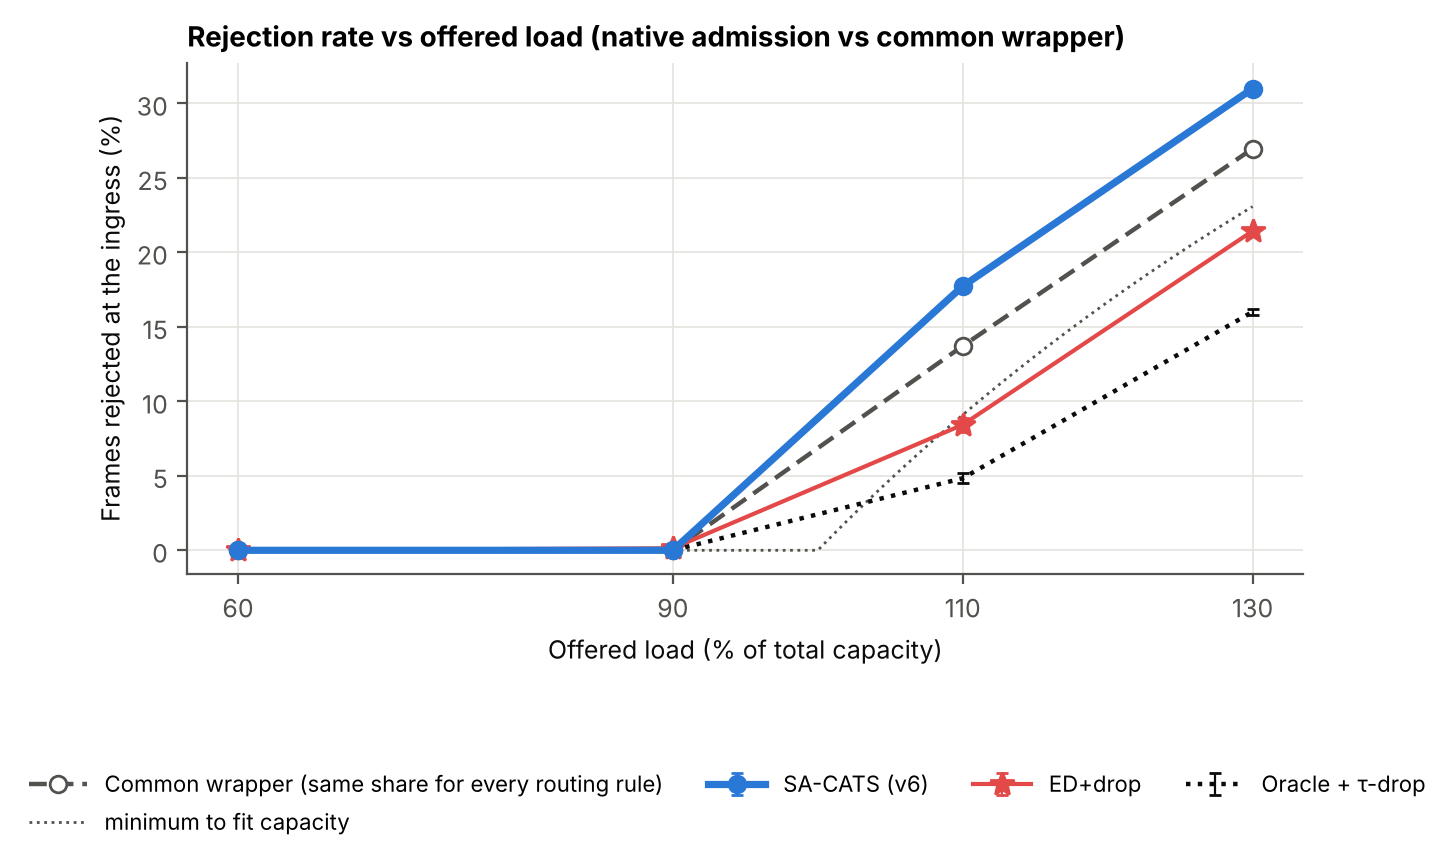 Rejection rate vs offered load (native admission vs common wrapper)
Frames rejected at the ingress (%)
30
25
20
15
10
5
0
60 90 110 130
Offered load (% of total capacity)
Common wrapper (same share for every routing rule) SA-CATS (v6) ED+drop Oracle + τ-drop
minimum to fit capacity